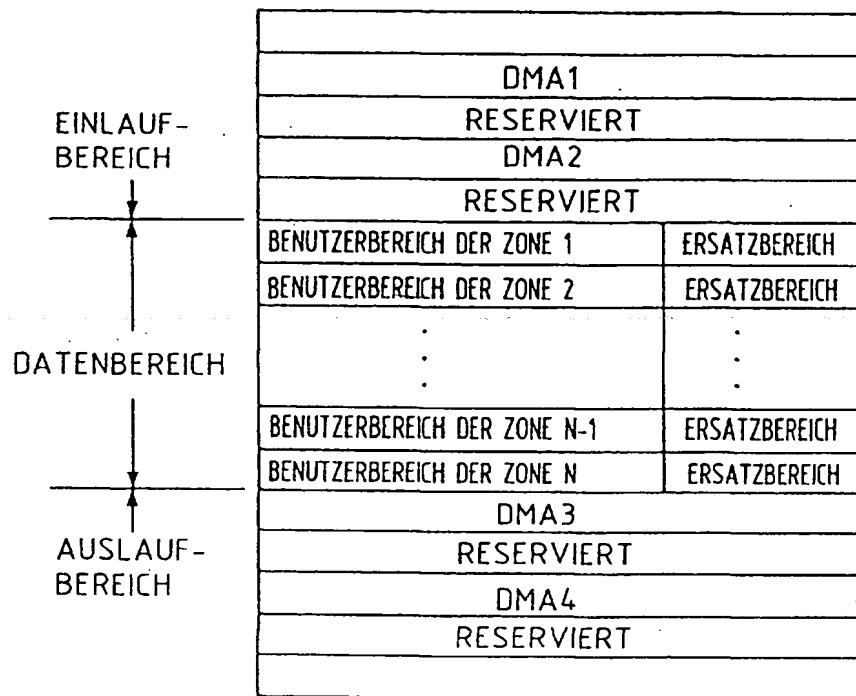 DMA1
RESERVIERT
DMA2
RESERVIERT
EINLAUF-
BEREICH
BENUTZERBEREICH DER ZONE 1 ERSATZBEREICH
BENUTZERBEREICH DER ZONE 2 ERSATZBEREICH
DATENBEREICH
BENUTZERBEREICH DER ZONE N-1 ERSATZBEREICH
BENUTZERBEREICH DER ZONE N ERSATZBEREICH
DMA3
RESERVIERT
DMA4
RESERVIERT
AUSLAUF-
BEREICH